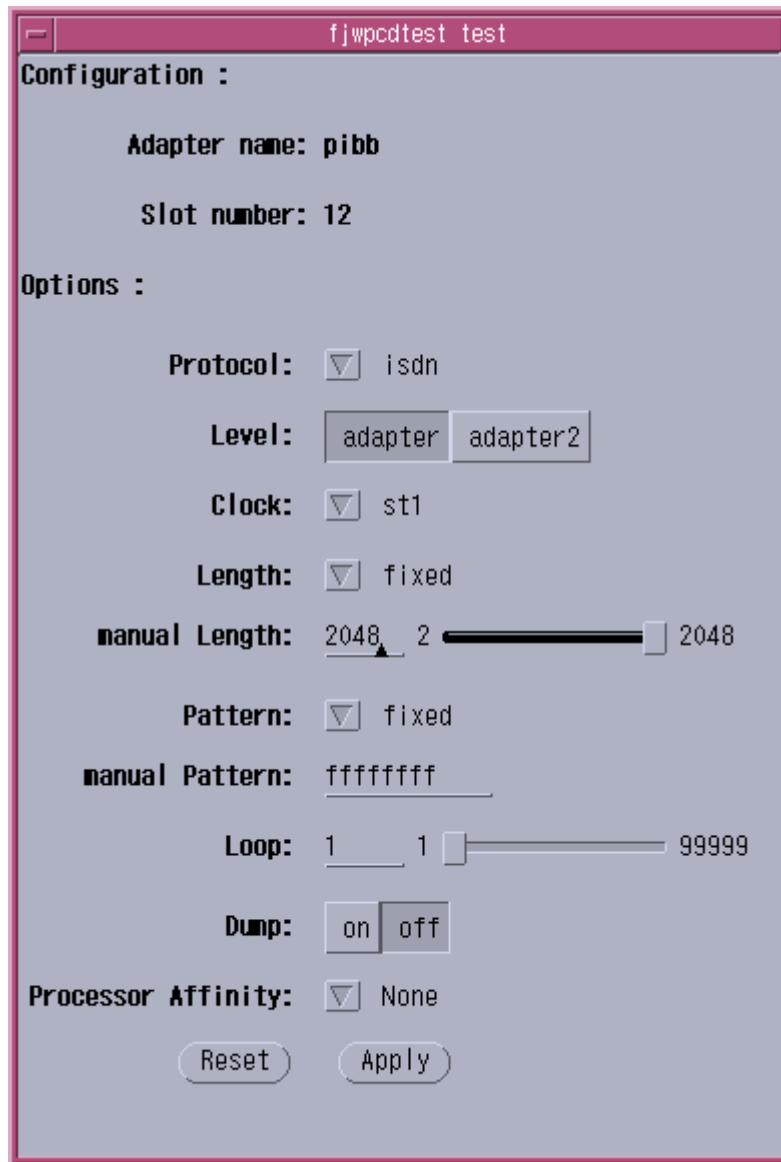 fjwpcdtest test
Configuration :
Adapter name: pibb
Slot number: 12
Options :
Protocol: isdn
Level: adapter adapter2
Clock: st1
Length: fixed
manual Length: 2048 2 2048
Pattern: fixed
manual Pattern: ffffffff
Loop: 1 1 99999
Dump: on off
Processor Affinity: None
Reset Apply